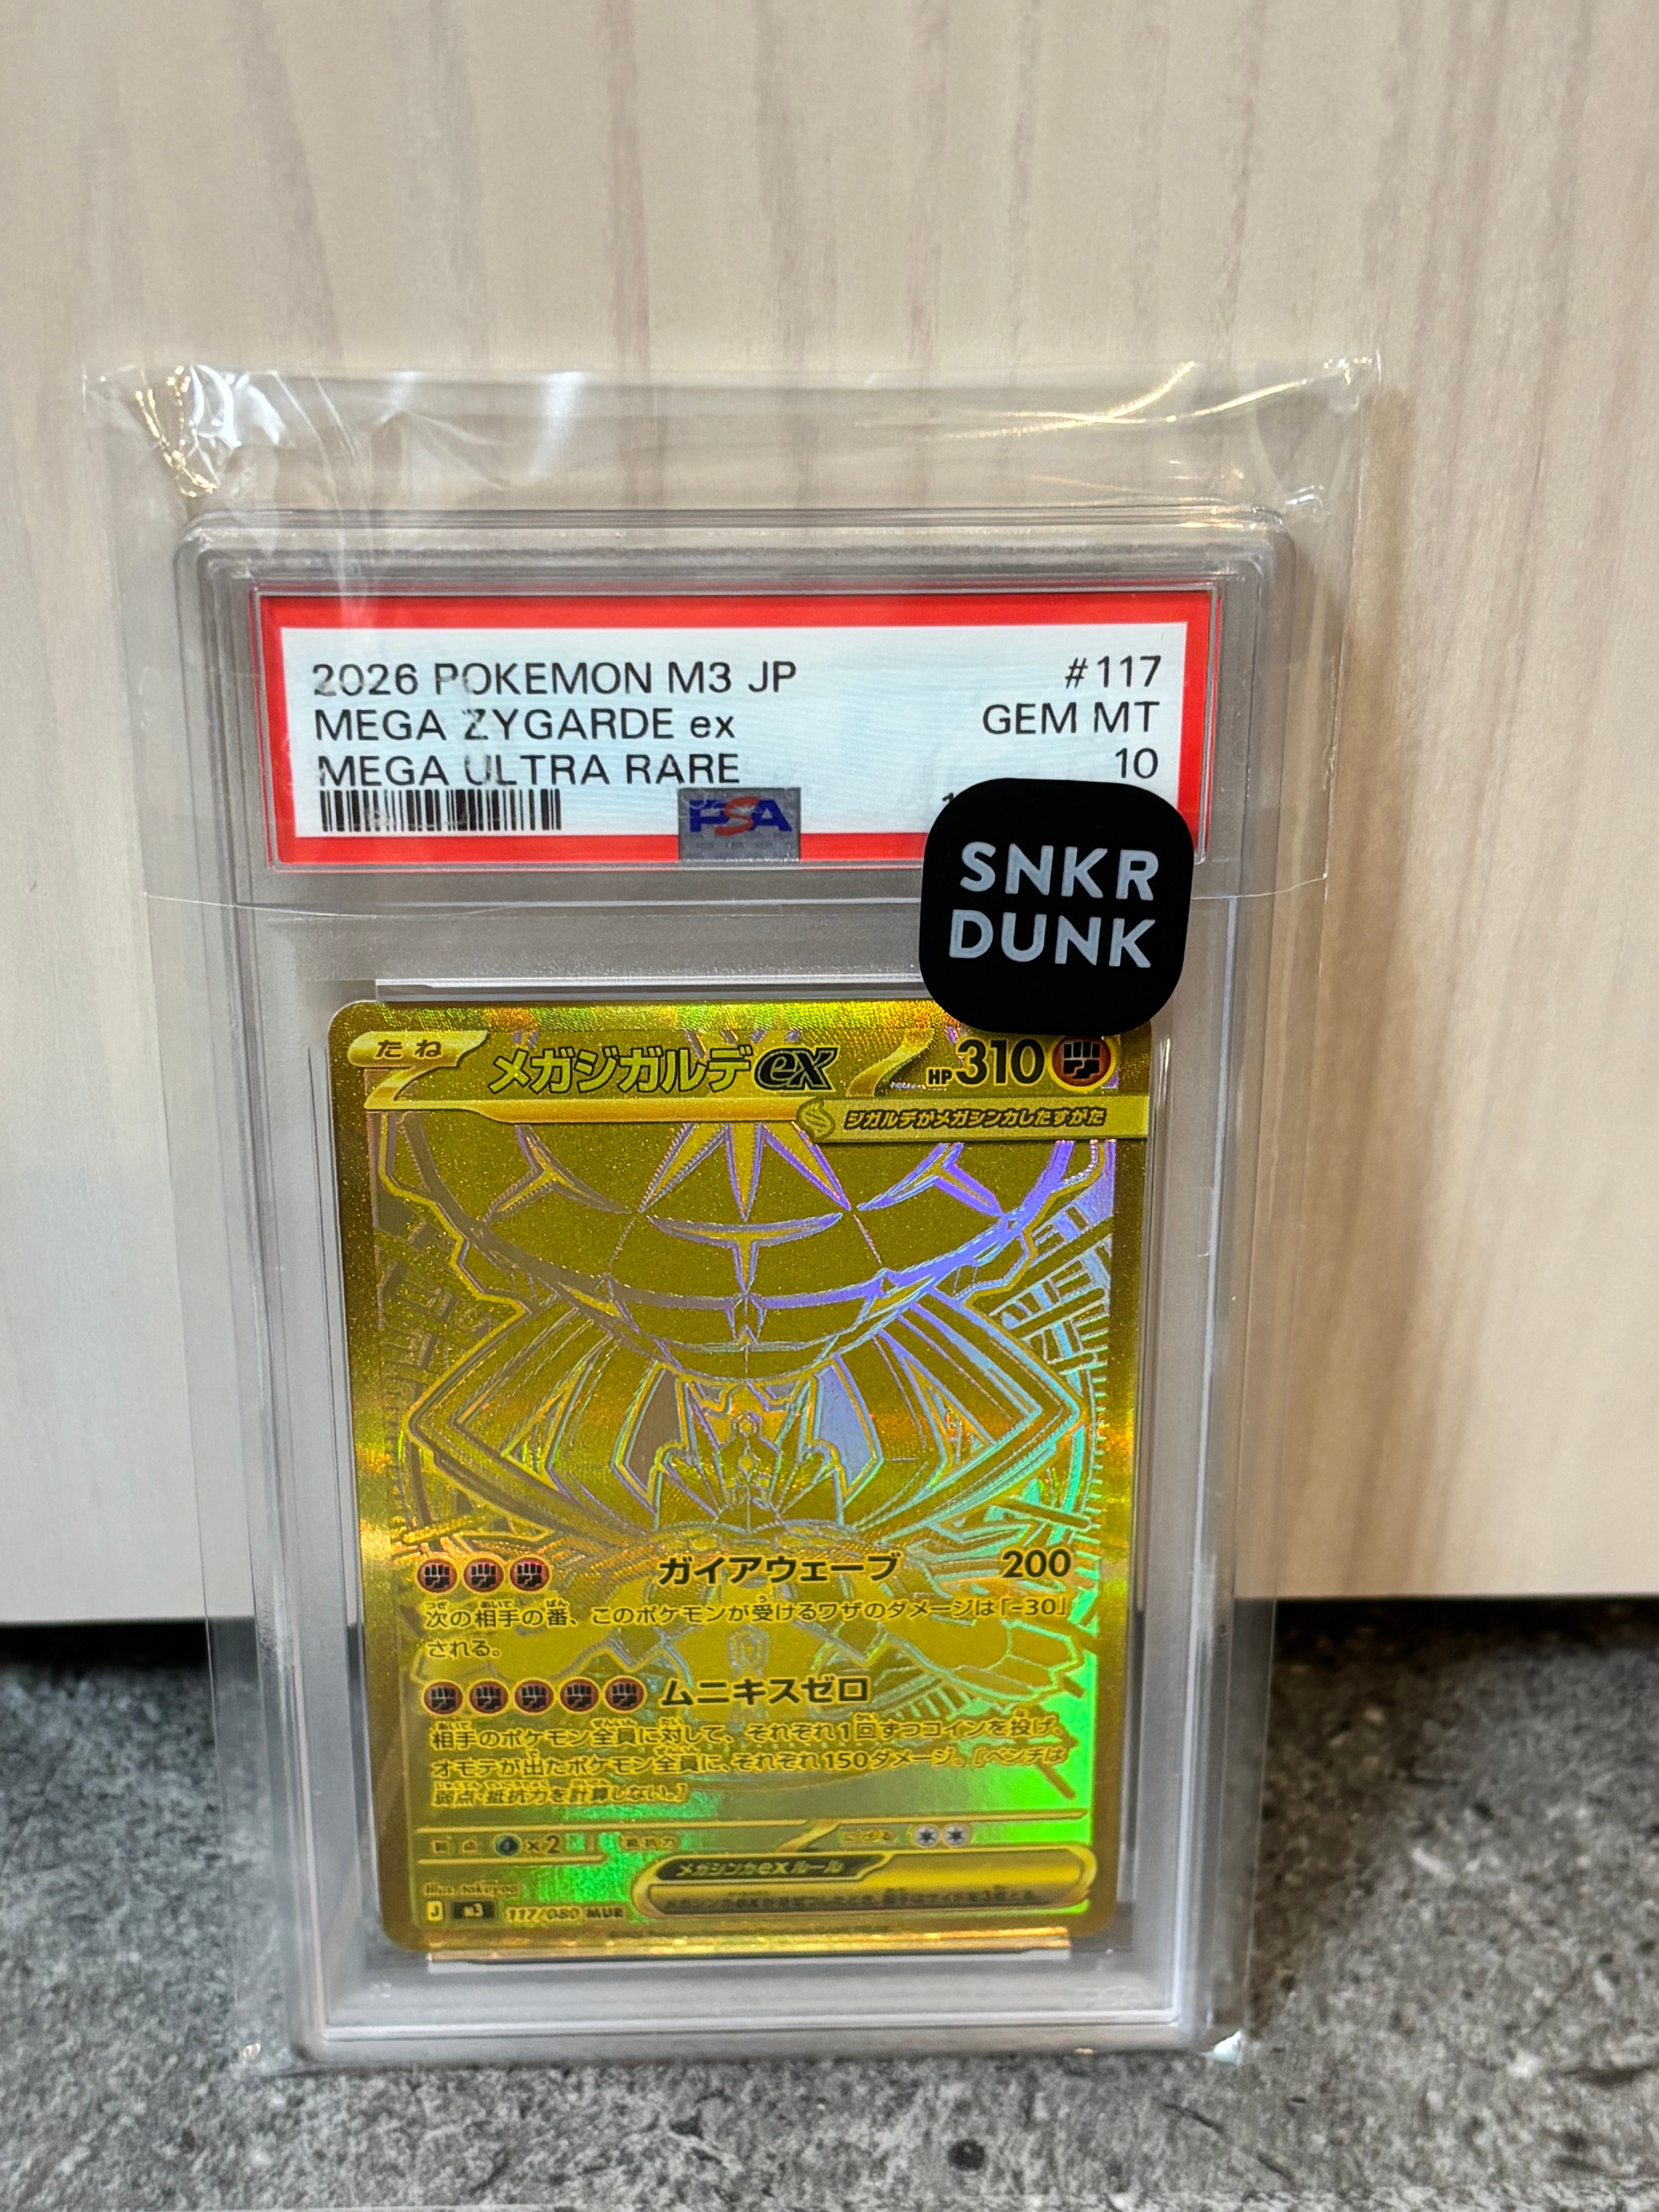 2026 POKEMON M3 JP
#117
MEGA ZYGARDE ex
GEM MT
MEGA ULTRA RARE
10
PSA
SNKR
DUNK
たね
メガジガルデex
HP310
ジガルデがメガシンカしたすがた
ガイアウェーブ 200
次の相手の番、このポケモンが受けるワザのダメージは「-30」
される。
ムニキスゼロ
相手のポケモン全員に対して、それぞれ1回ずつコインを投げ、
オモテが出たポケモン全員に、それぞれ150ダメージ。[ベンチは
弱点・抵抗力を計算しない。]
弱点 ×2 抵抗力 にげる
メガシンカexルール
Illus. takeyoo
J M3 117/080 MUR